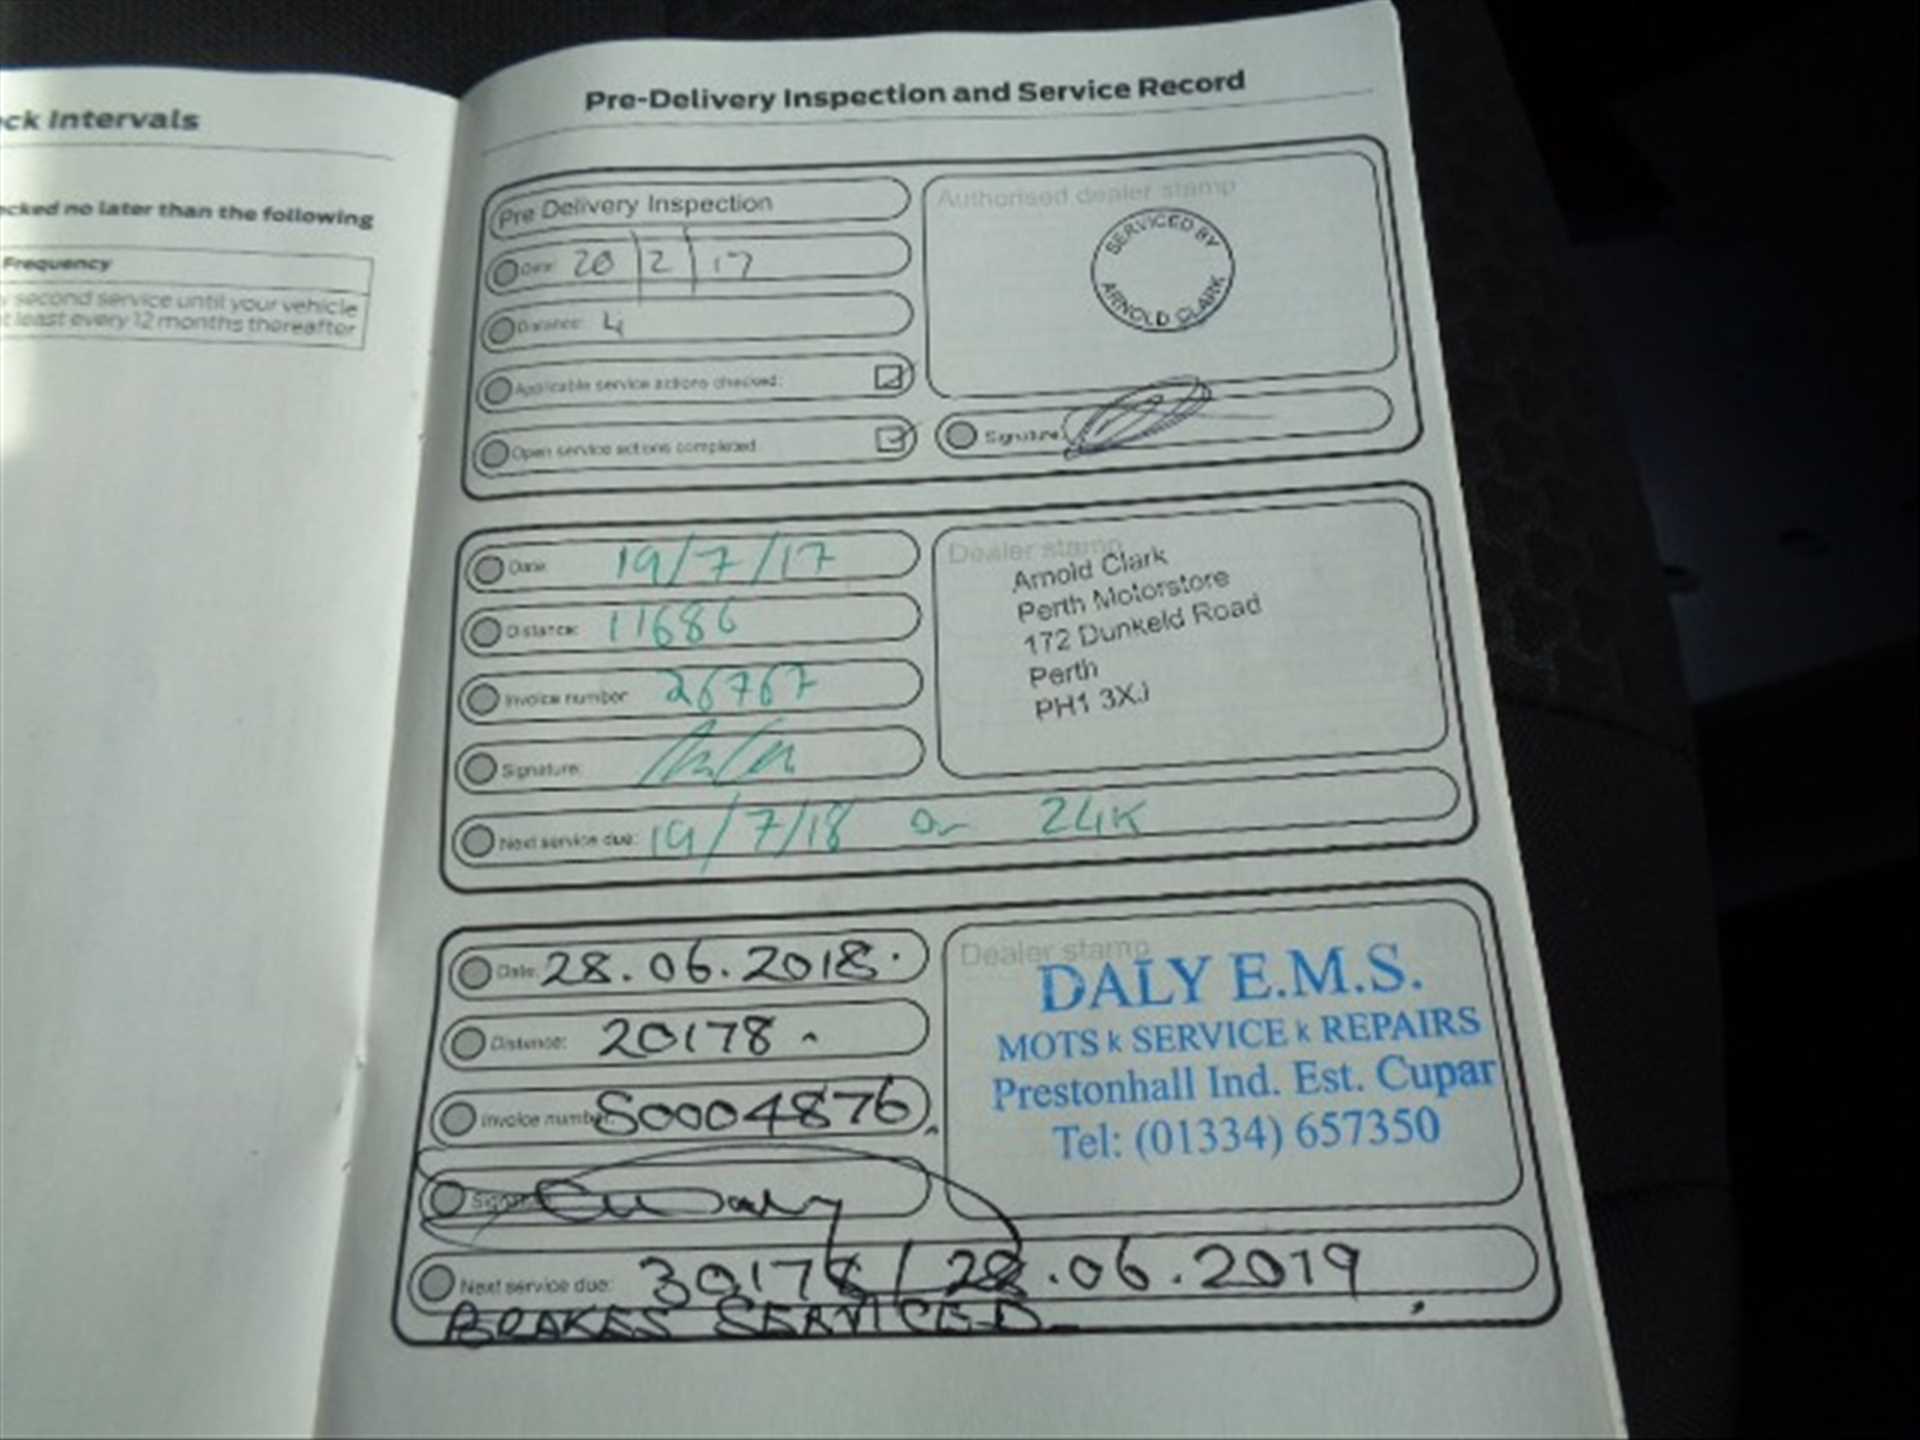 ck Intervals
cked no later than the following
Frequency
second service until your vehicle
least every 12 months thereafter
Pre-Delivery Inspection and Service Record
Pre Delivery Inspection
Date: 20/2/17
Distance: 4
Applicable service actions checked:
Open service actions completed
Authorised dealer stamp
SERVICED BY
ARNOLD CLARK
Signature:
Date: 19/7/17
Distance: 11686
Invoice number 26767
Signature:
Next service due: 19/7/18 or 24K
Dealer stamp
Arnold Clark
Perth Motorstore
172 Dunkeld Road
Perth
PH1 3XJ
Date: 28.06.2018.
Distance: 20178
Invoice number: S0004876
Signature
Next service due: 30178 / 28.06.2019
BRAKES SERVICED
Dealer stamp
DALY E.M.S.
MOTS k SERVICE k REPAIRS
Prestonhall Ind. Est. Cupar
Tel: (01334) 657350